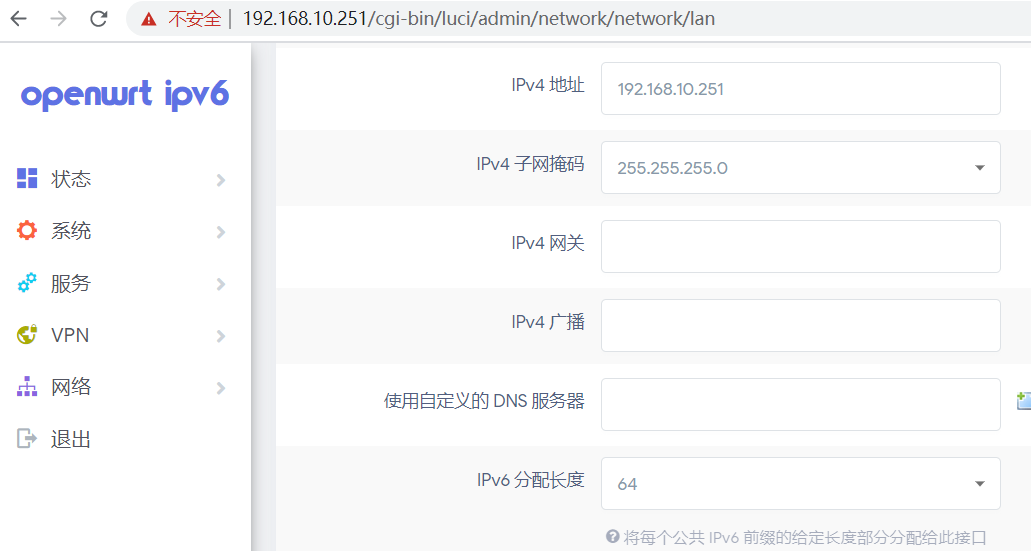 不安全 | 192.168.10.251/cgi-bin/luci/admin/network/network/lan
openwrt ipv6
状态
系统
服务
VPN
网络
退出
IPv4 地址 192.168.10.251
IPv4 子网掩码 255.255.255.0
IPv4 网关
IPv4 广播
使用自定义的 DNS 服务器
IPv6 分配长度 64
将每个公共 IPv6 前缀的给定长度部分分配给此接口